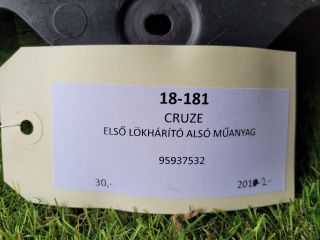 18-181
CRUZE
ELSŐ LÖKHÁRÍTÓ ALSÓ MŰANYAG
95937532
30,-